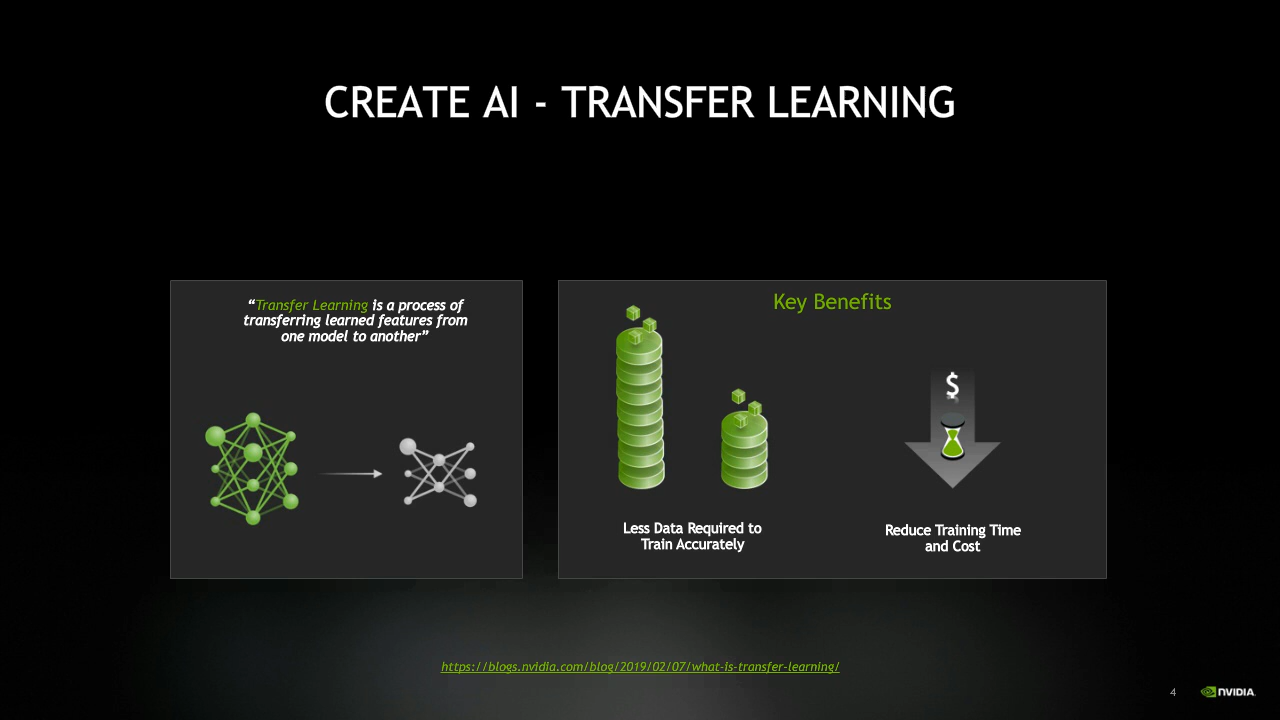 CREATE AI - TRANSFER LEARNING
“Transfer Learning is a process of
transferring learned features from
one model to another”
Key Benefits
$
Less Data Required to
Train Accurately
Reduce Training Time
and Cost
https://blogs.nvidia.com/blog/2019/02/07/what-is-transfer-learning/
4
NVIDIA.